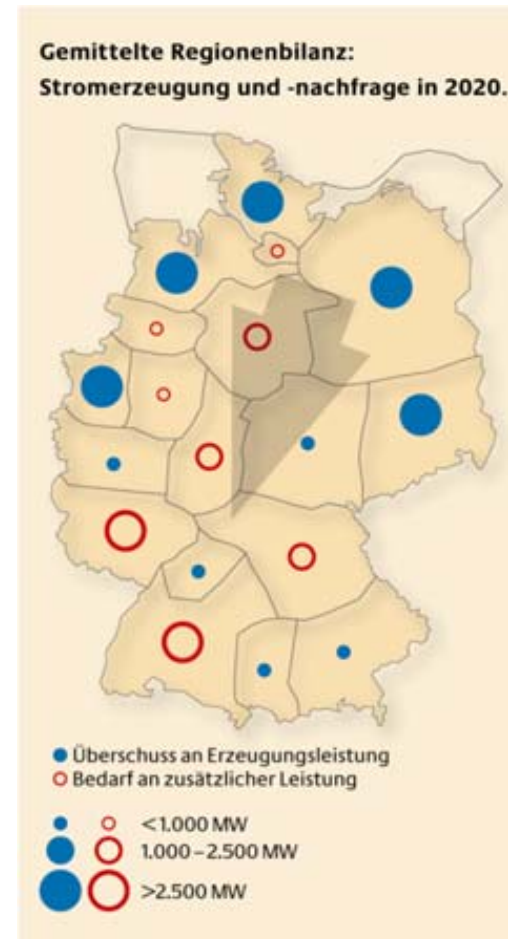 Gemittelte Regionenbilanz:
Stromerzeugung und -nachfrage in 2020.
Überschuss an Erzeugungsleistung
Bedarf an zusätzlicher Leistung
<1.000 MW
1.000–2.500 MW
>2.500 MW